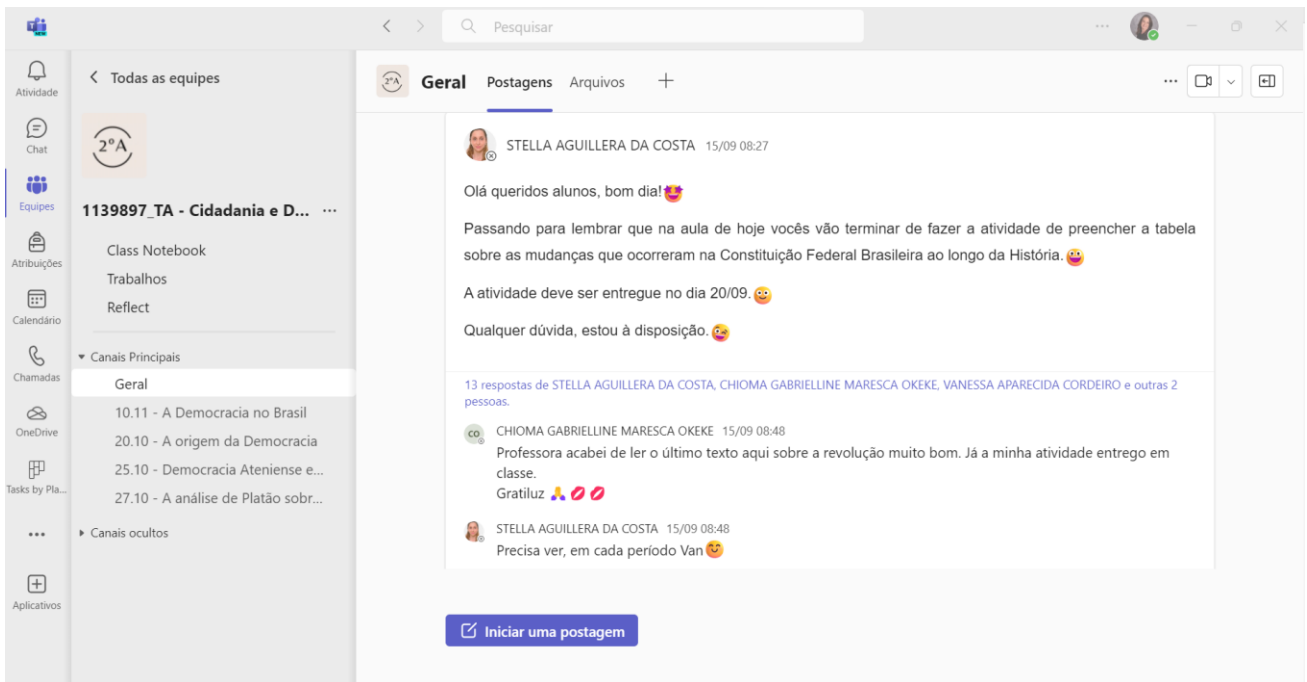 Pesquisar
Atividade
Chat
Equipes
Atribuições
Calendário
Chamadas
OneDrive
Tasks by Pla...
Aplicativos
Todas as equipes
2ºA
1139897_TA - Cidadania e D... ...
Class Notebook
Trabalhos
Reflect
Canais Principais
Geral
10.11 - A Democracia no Brasil
20.10 - A origem da Democracia
25.10 - Democracia Ateniense e...
27.10 - A análise de Platão sobr...
Canais ocultos
2ºA Geral Postagens Arquivos
STELLA AGUILLERA DA COSTA 15/09 08:27
Olá queridos alunos, bom dia!🤩
Passando para lembrar que na aula de hoje vocês vão terminar de fazer a atividade de preencher a tabela
sobre as mudanças que ocorreram na Constituição Federal Brasileira ao longo da História.😀
A atividade deve ser entregue no dia 20/09.🙂
Qualquer dúvida, estou à disposição.😘
13 respostas de STELLA AGUILLERA DA COSTA, CHIOMA GABRIELLINE MARESCA OKEKE, VANESSA APARECIDA CORDEIRO e outras 2
pessoas.
CO CHIOMA GABRIELLINE MARESCA OKEKE 15/09 08:48
Professora acabei de ler o último texto aqui sobre a revolução muito bom. Já a minha atividade entrego em
classe.
Gratiluz 🙏 💋 💋
STELLA AGUILLERA DA COSTA 15/09 08:48
Precisa ver, em cada período Van😊
Iniciar uma postagem